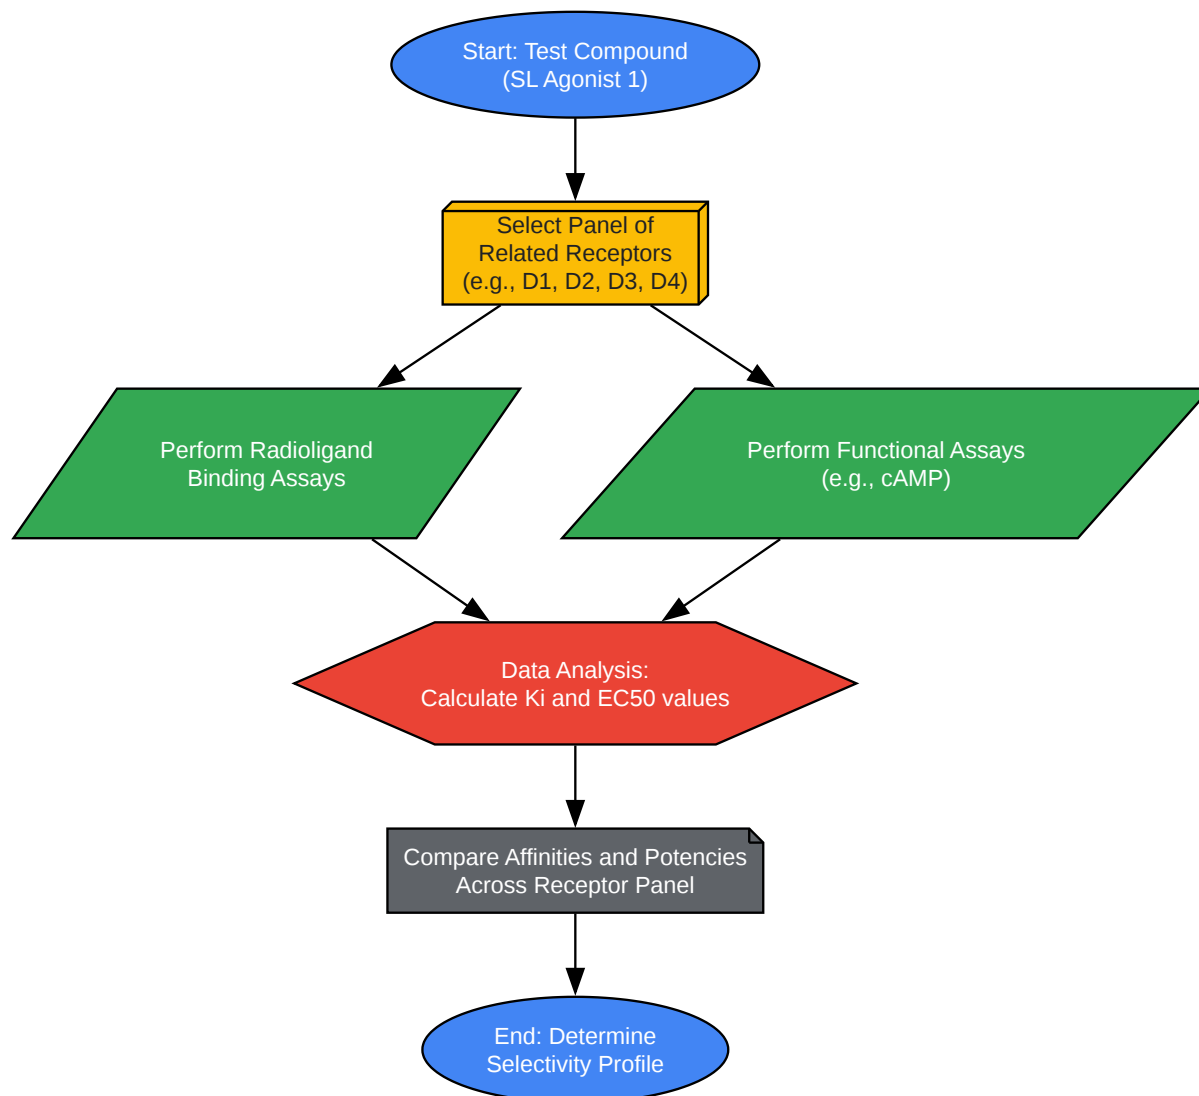 Start: Test Compound
(SL Agonist 1)
Select Panel of
Related Receptors
(e.g., D1, D2, D3, D4)
Perform Radioligand
Binding Assays
Perform Functional Assays
(e.g., cAMP)
Data Analysis:
Calculate Ki and EC50 values
Compare Affinities and Potencies
Across Receptor Panel
End: Determine
Selectivity Profile